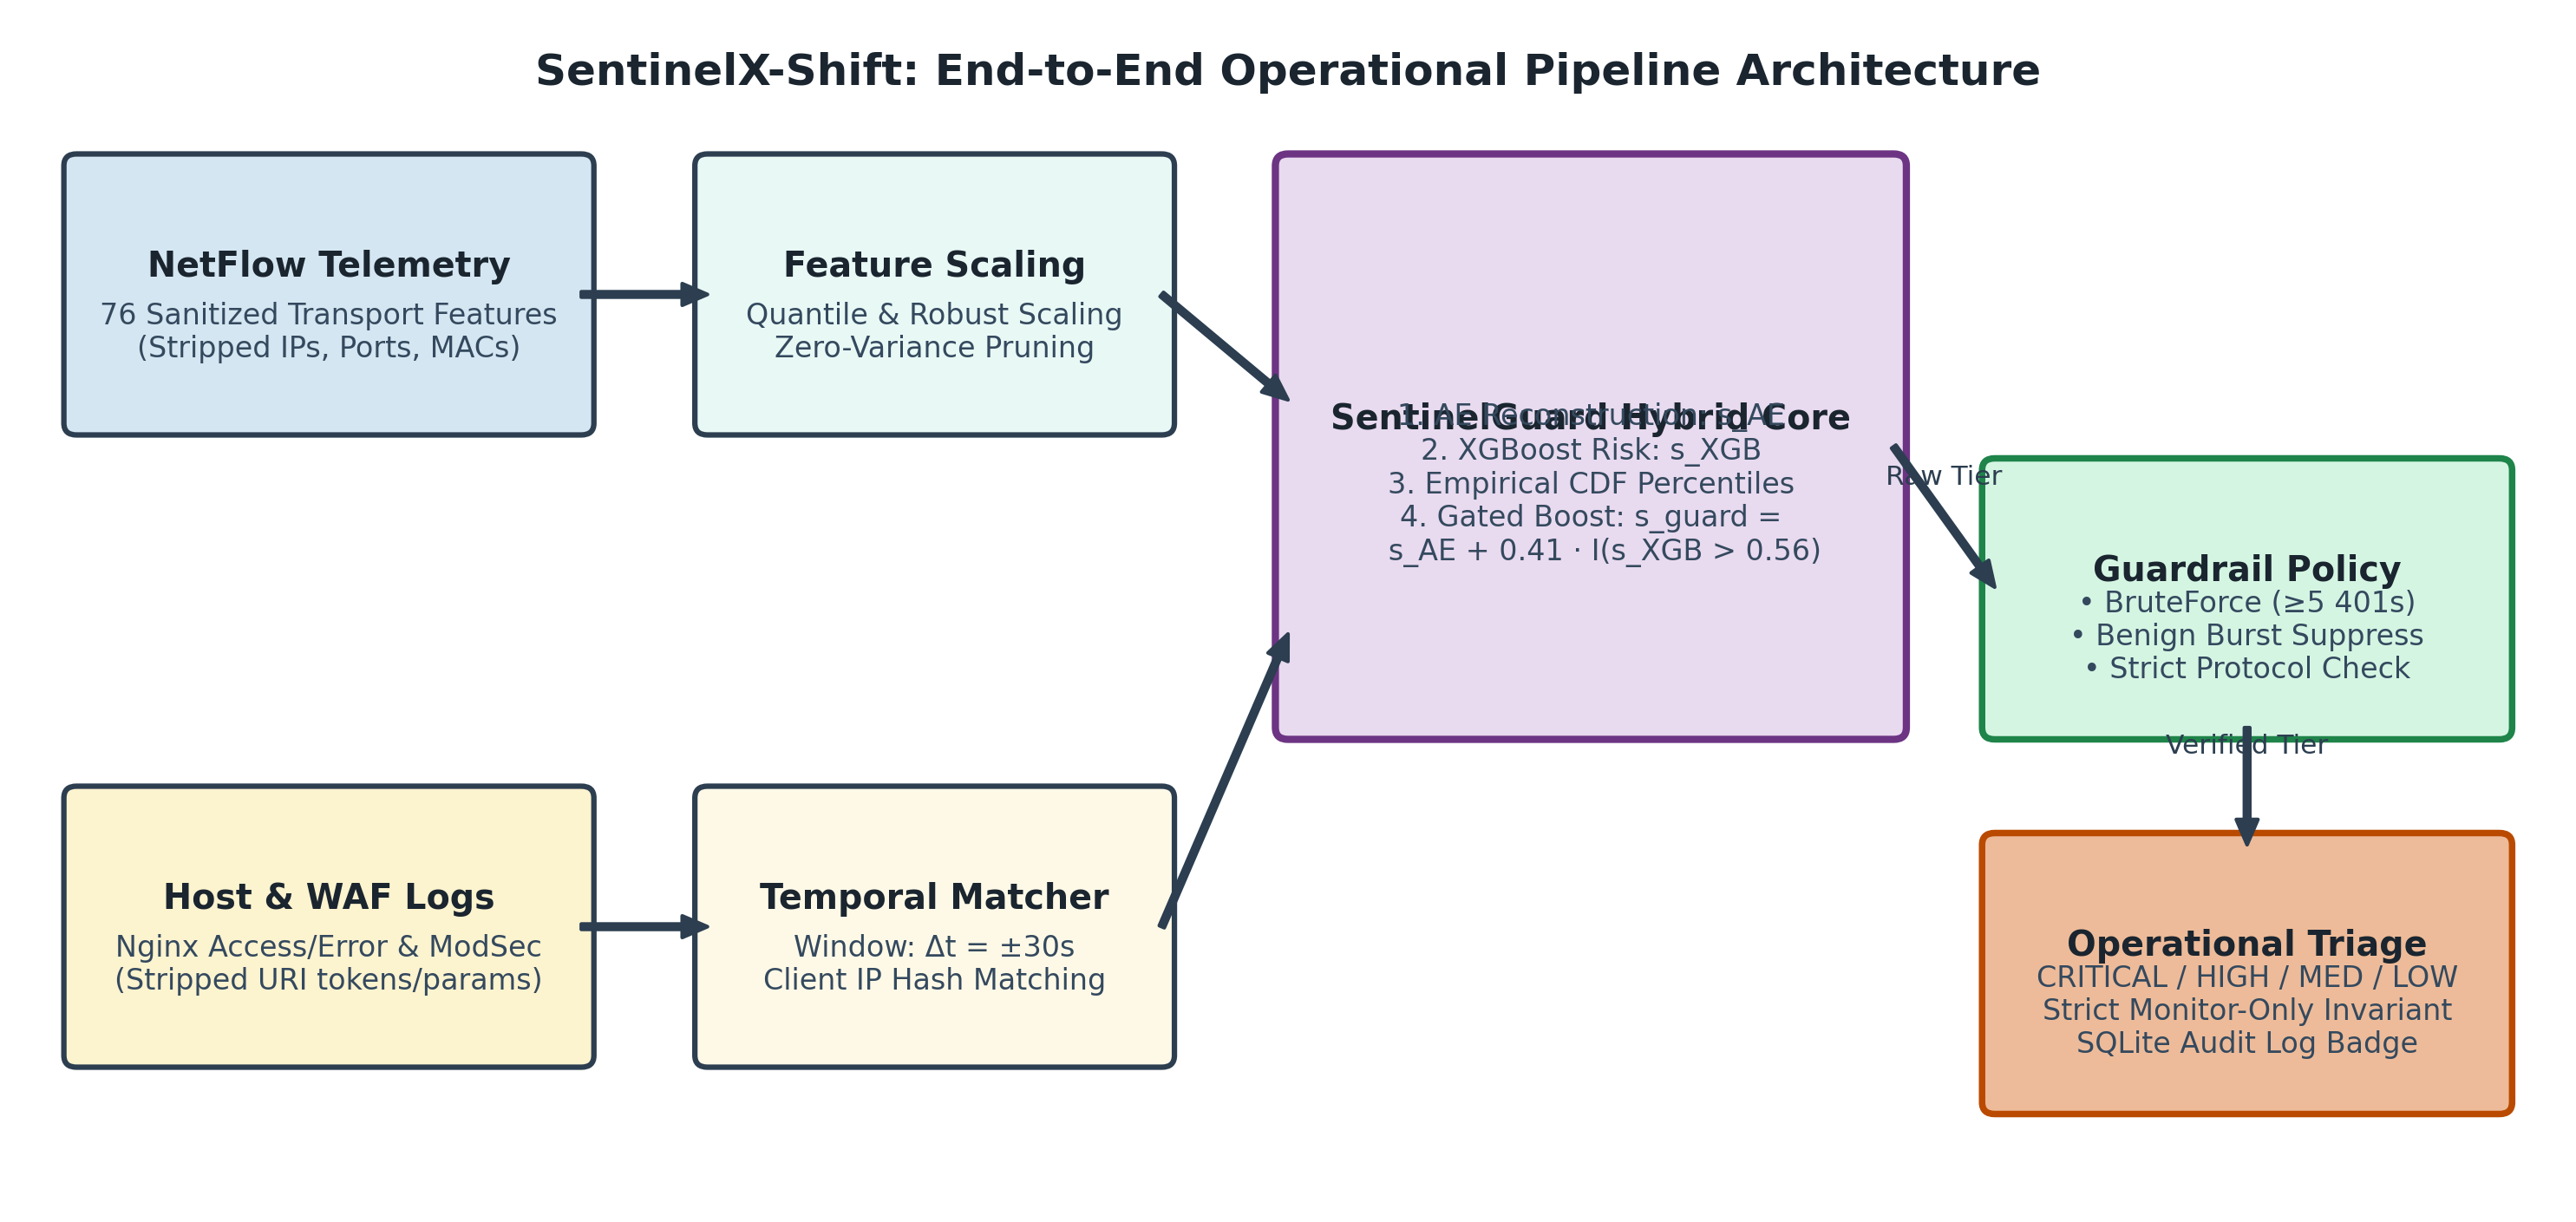 SentinelX-Shift: End-to-End Operational Pipeline Architecture
NetFlow Telemetry
76 Sanitized Transport Features
(Stripped IPs, Ports, MACs)
Feature Scaling
Quantile & Robust Scaling
Zero-Variance Pruning
SentinelGuard Hybrid Core
1. AE Reconstruction: s_AE
2. XGBoost Risk: s_XGB
3. Empirical CDF Percentiles
4. Gated Boost: s_guard =
s_AE + 0.41 · I(s_XGB > 0.56)
Raw Tier
Guardrail Policy
• BruteForce (≥5 401s)
• Benign Burst Suppress
• Strict Protocol Check
Verified Tier
Host & WAF Logs
Nginx Access/Error & ModSec
(Stripped URI tokens/params)
Temporal Matcher
Window: Δt = ±30s
Client IP Hash Matching
Operational Triage
CRITICAL / HIGH / MED / LOW
Strict Monitor-Only Invariant
SQLite Audit Log Badge